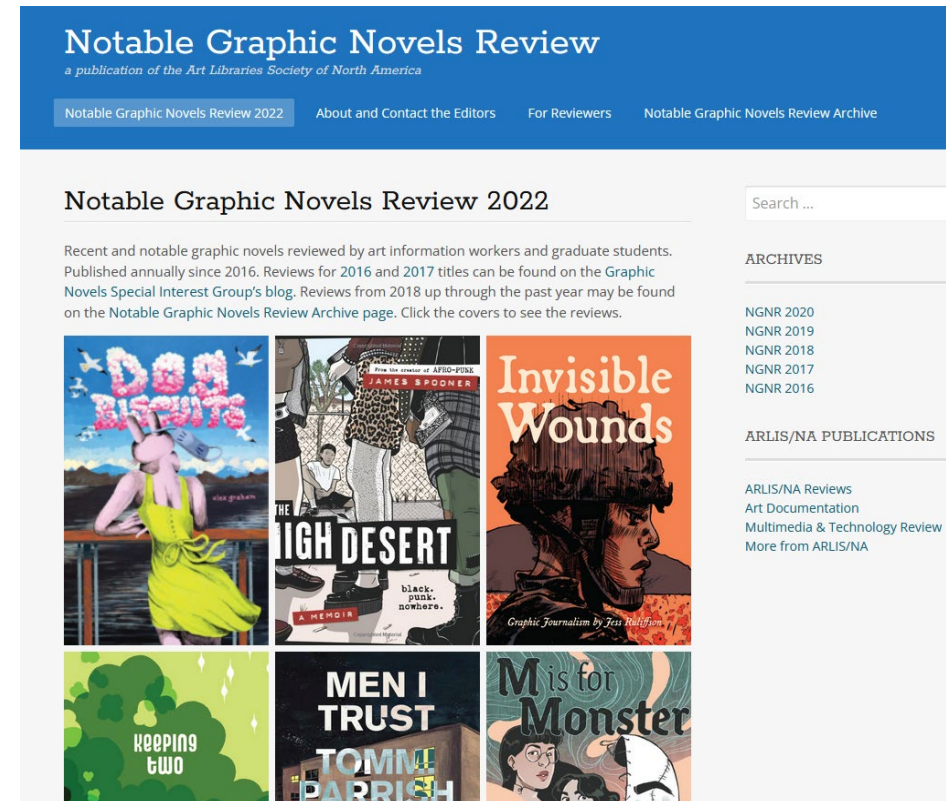 Notable Graphic Novels Review
a publication of the Art Libraries Society of North America
Notable Graphic Novels Review 2022
About and Contact the Editors
For Reviewers
Notable Graphic Novels Review Archive
Notable Graphic Novels Review 2022
Recent and notable graphic novels reviewed by art information workers and graduate students.
Published annually since 2016. Reviews for 2016 and 2017 titles can be found on the Graphic
Novels Special Interest Group's blog. Reviews from 2018 up through the past year may be found
on the Notable Graphic Novels Review Archive page. Click the covers to see the reviews.
DOG
BISCUITS
alex graham
Copyrighted Material
From the creator of AFRO-PUNK
JAMES SPOONER
THE
HIGH DESERT
black.
punk.
nowhere.
A MEMOIR
Copyrighted Material
Invisible
Wounds
Graphic Journalism by Jess Ruliffson
KEEPING
TWO
MEN I
TRUST
TOMMI
PARRISH
M is for
Monster
Search ...
ARCHIVES
NGNR 2020
NGNR 2019
NGNR 2018
NGNR 2017
NGNR 2016
ARLIS/NA PUBLICATIONS
ARLIS/NA Reviews
Art Documentation
Multimedia & Technology Review
More from ARLIS/NA